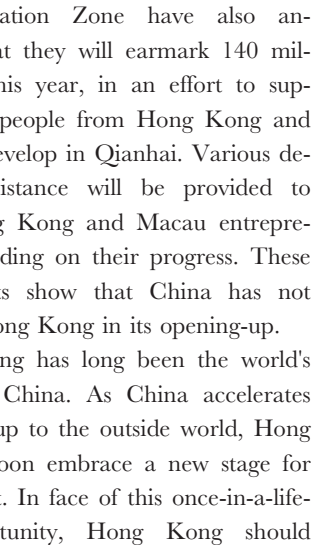 ation Zone have also an-
at they will earmark 140 mil-
his year, in an effort to sup-
people from Hong Kong and
evelop in Qianhai. Various de-
istance will be provided to
g Kong and Macau entrepre-
ding on their progress. These
ts show that China has not
ong Kong in its opening-up.
ng has long been the world's
China. As China accelerates
up to the outside world, Hong
oon embrace a new stage for
. In face of this once-in-a-life-
tunity, Hong Kong should